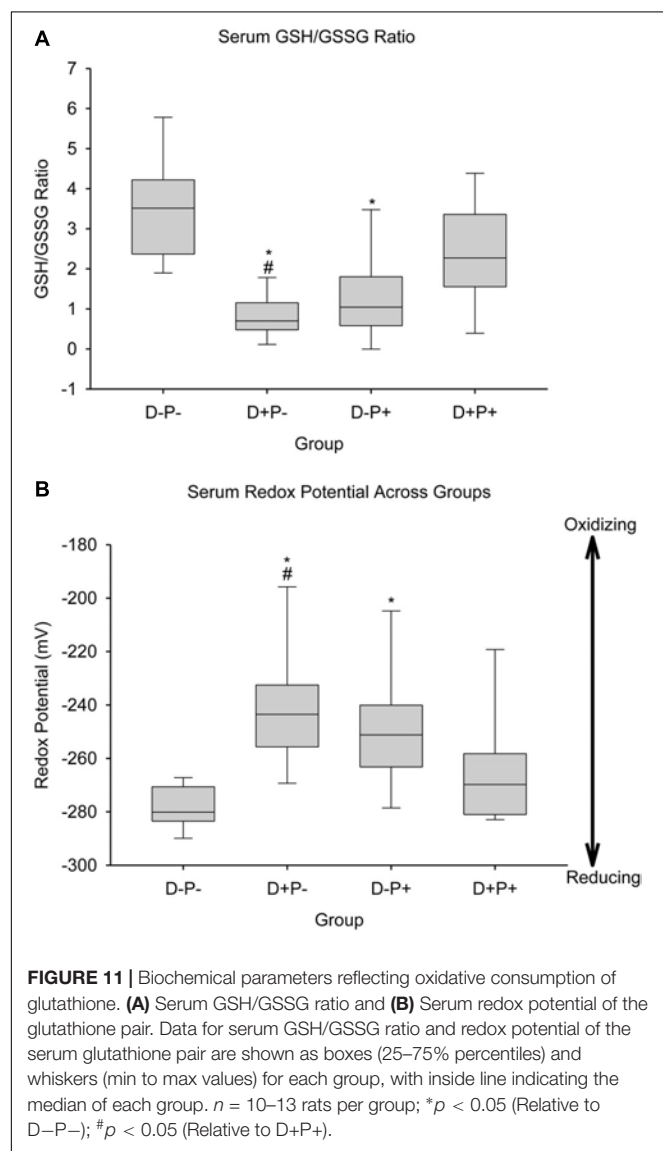 A
Serum GSH/GSSG Ratio
7
6
5
4
3
2
1
0
-1
GSH/GSSG Ratio
*
#
*
D-P-
D+P-
D-P+
D+P+
Group
B
Serum Redox Potential Across Groups
Oxidizing
-180
-200
-220
-240
-260
-280
-300
Redox Potential (mV)
*
#
*
Reducing
D-P-
D+P-
D-P+
D+P+
Group
FIGURE 11 | Biochemical parameters reflecting oxidative consumption of
glutathione. (A) Serum GSH/GSSG ratio and (B) Serum redox potential of the
glutathione pair. Data for serum GSH/GSSG ratio and redox potential of the
serum glutathione pair are shown as boxes (25–75% percentiles) and
whiskers (min to max values) for each group, with inside line indicating the
median of each group. n = 10–13 rats per group; *p < 0.05 (Relative to
D−P−); #p < 0.05 (Relative to D+P+).